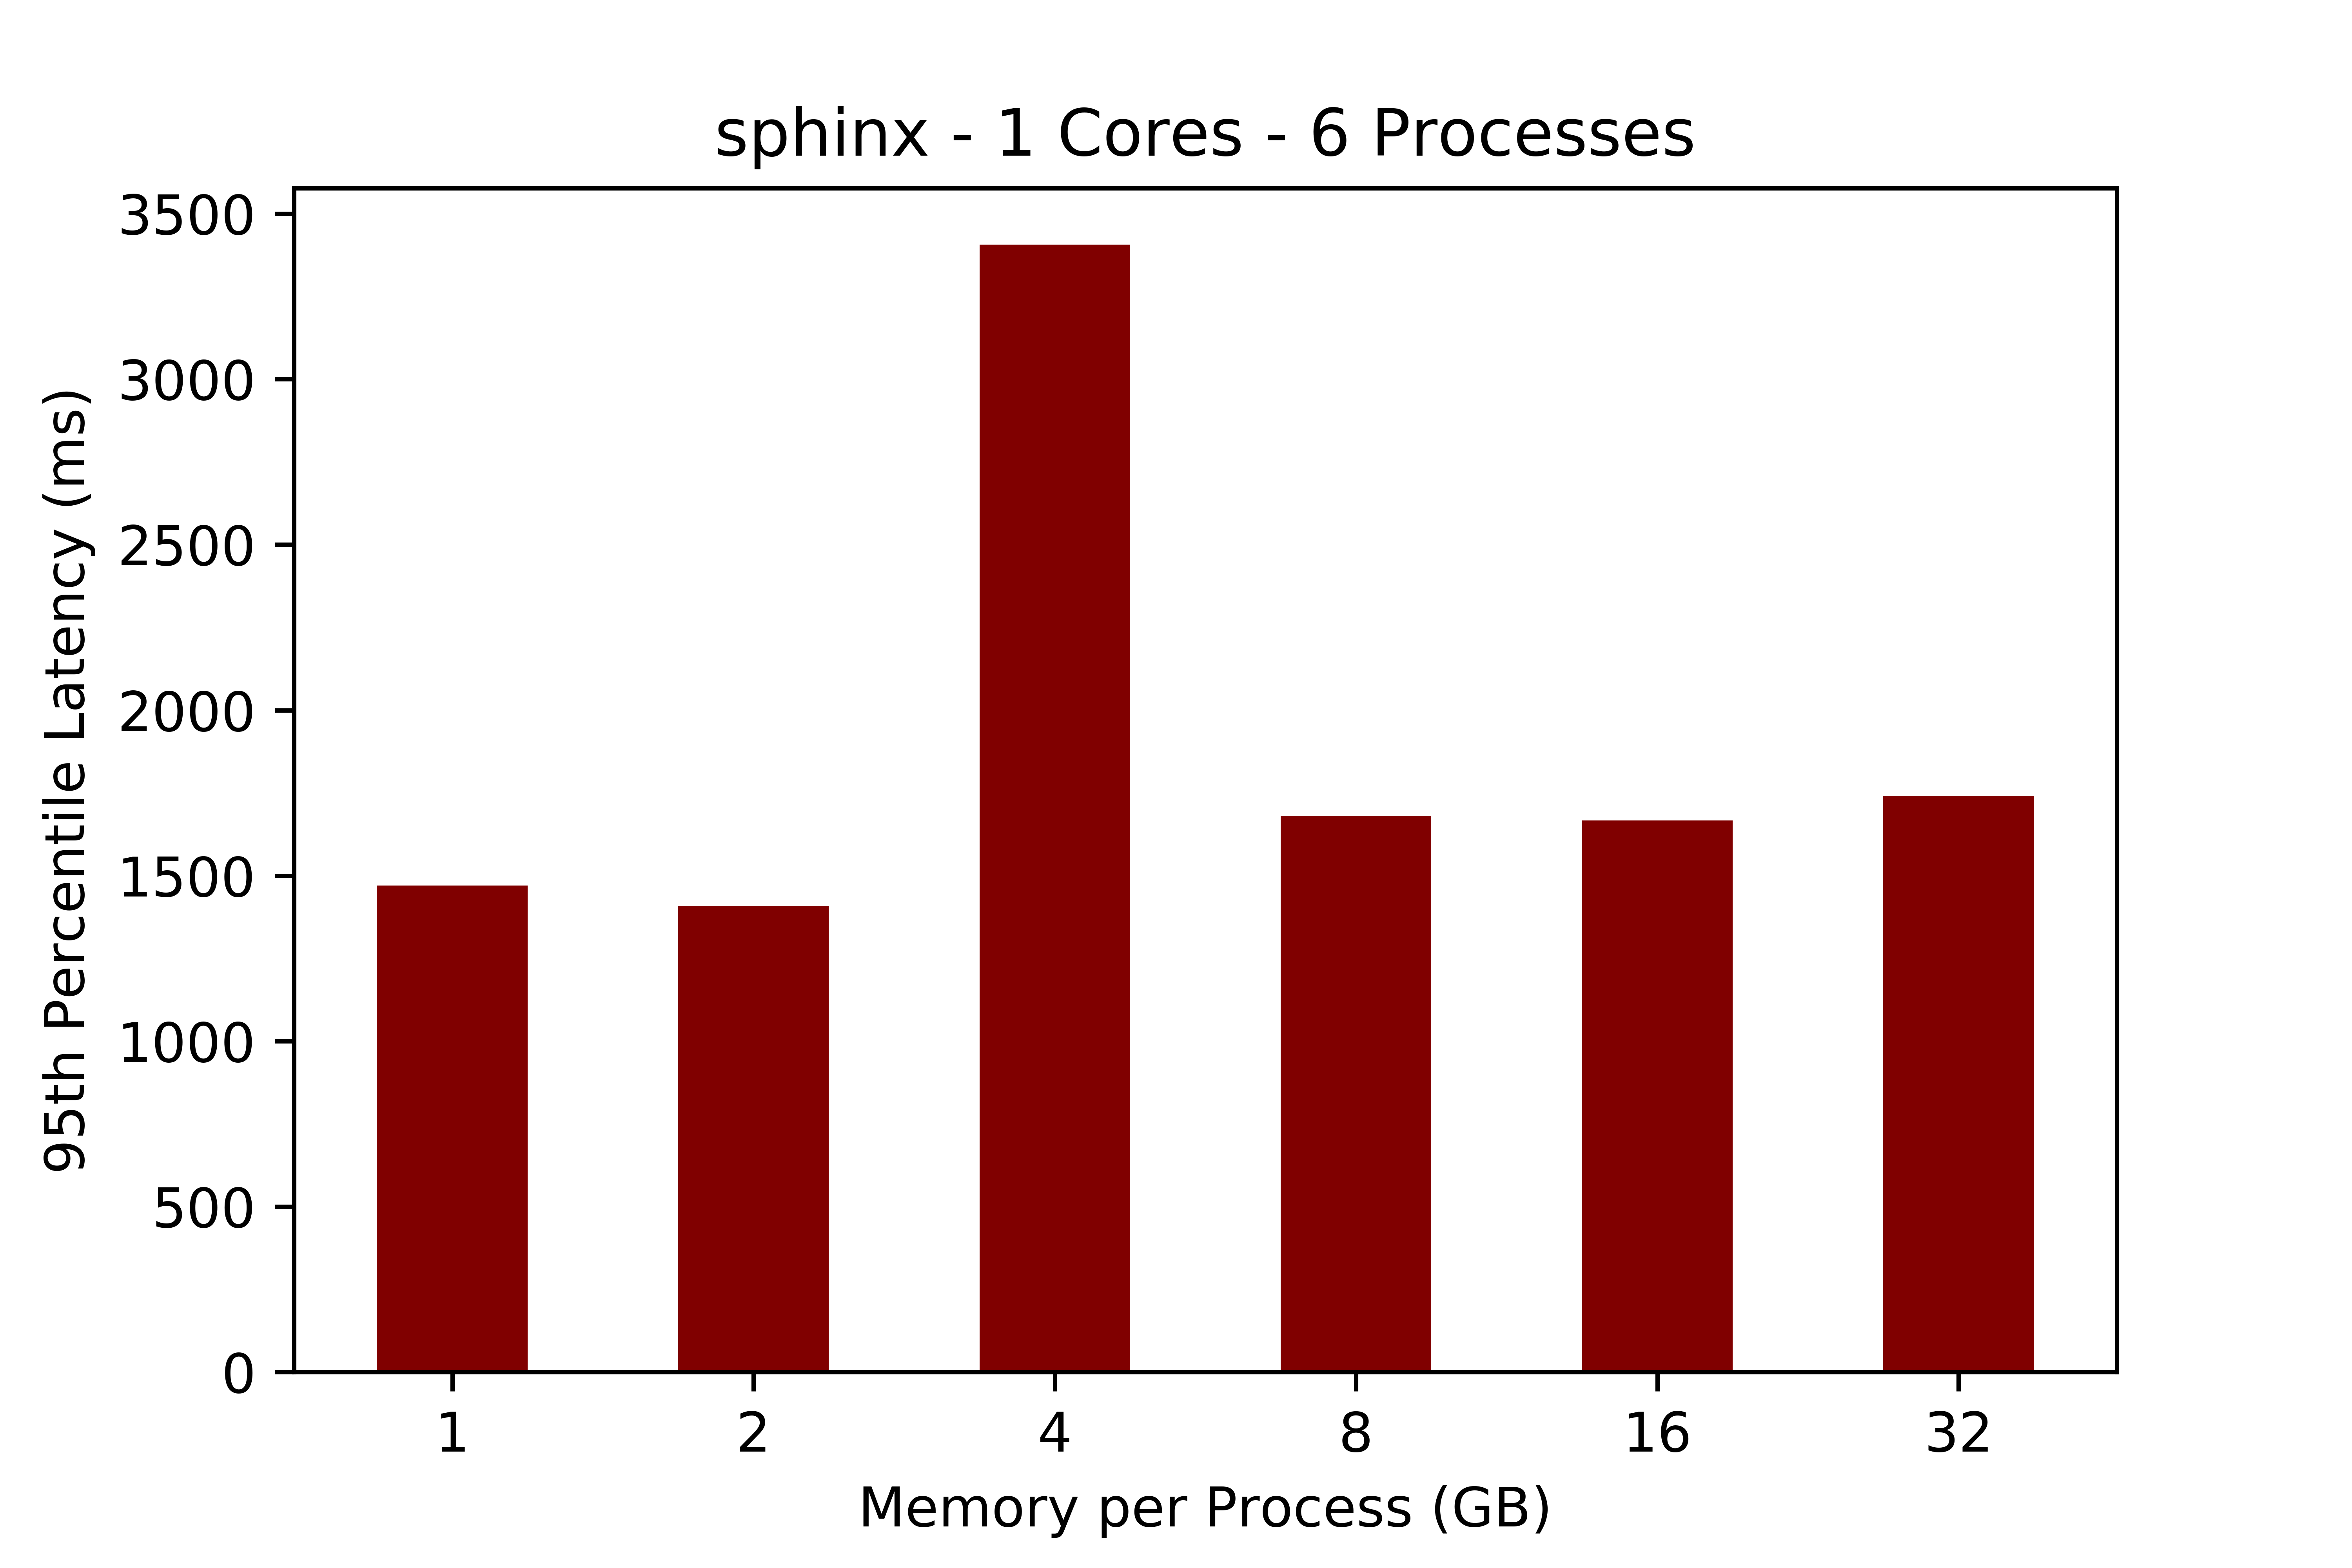 sphinx - 1 Cores - 6 Processes
95th Percentile Latency (ms)
3500
3000
2500
2000
1500
1000
500
0
1 2 4 8 16 32
Memory per Process (GB)